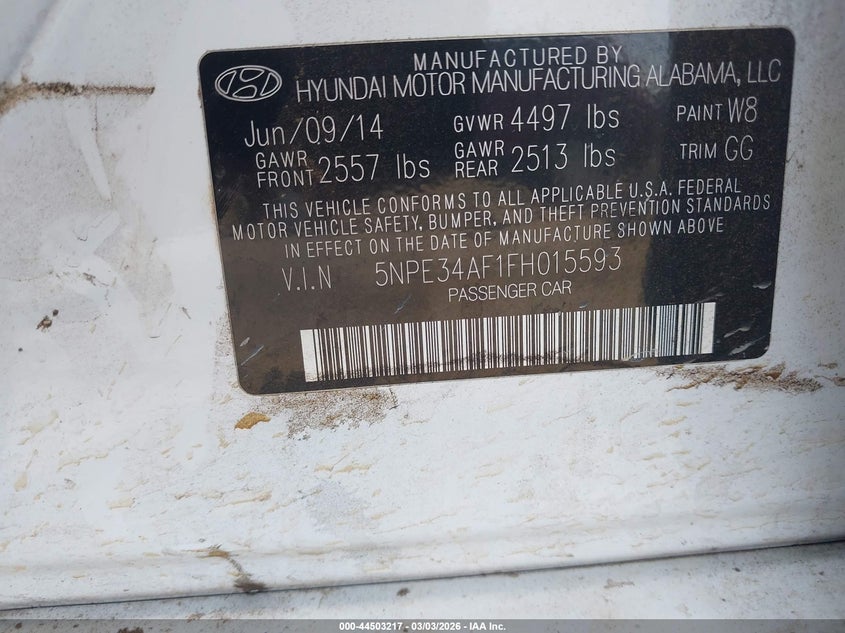 MANUFACTURED BY
HYUNDAI MOTOR MANUFACTURING ALABAMA, LLC
Jun/09/14 GVWR 4497 lbs PAINT W8
GAWR FRONT 2557 lbs GAWR REAR 2513 lbs TRIM GG
THIS VEHICLE CONFORMS TO ALL APPLICABLE U.S.A. FEDERAL
MOTOR VEHICLE SAFETY, BUMPER, AND THEFT PREVENTION STANDARDS
IN EFFECT ON THE DATE OF MANUFACTURE SHOWN ABOVE
V.I.N 5NPE34AF1FH015593
PASSENGER CAR
000-44503217 - 03/03/2026 - IAA Inc.